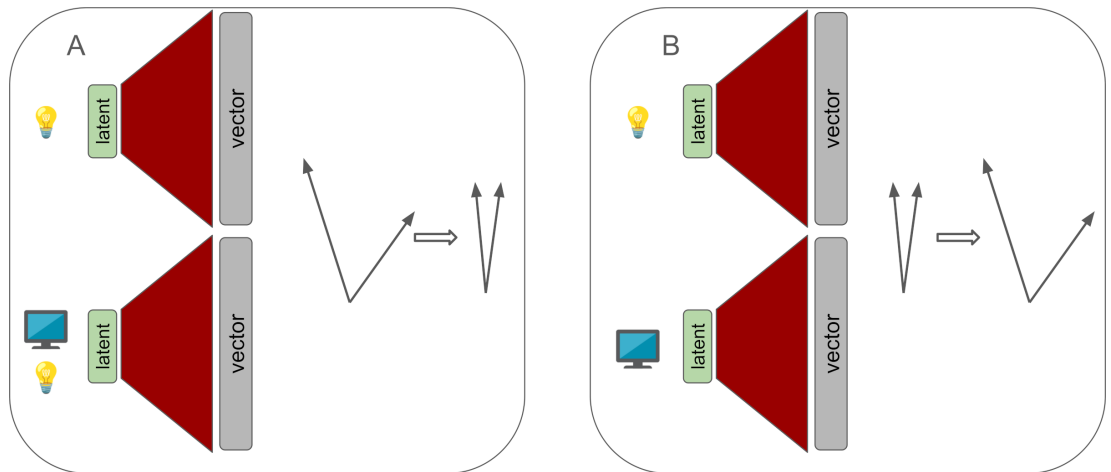 A
latent
vector
latent
vector
B
latent
vector
latent
vector